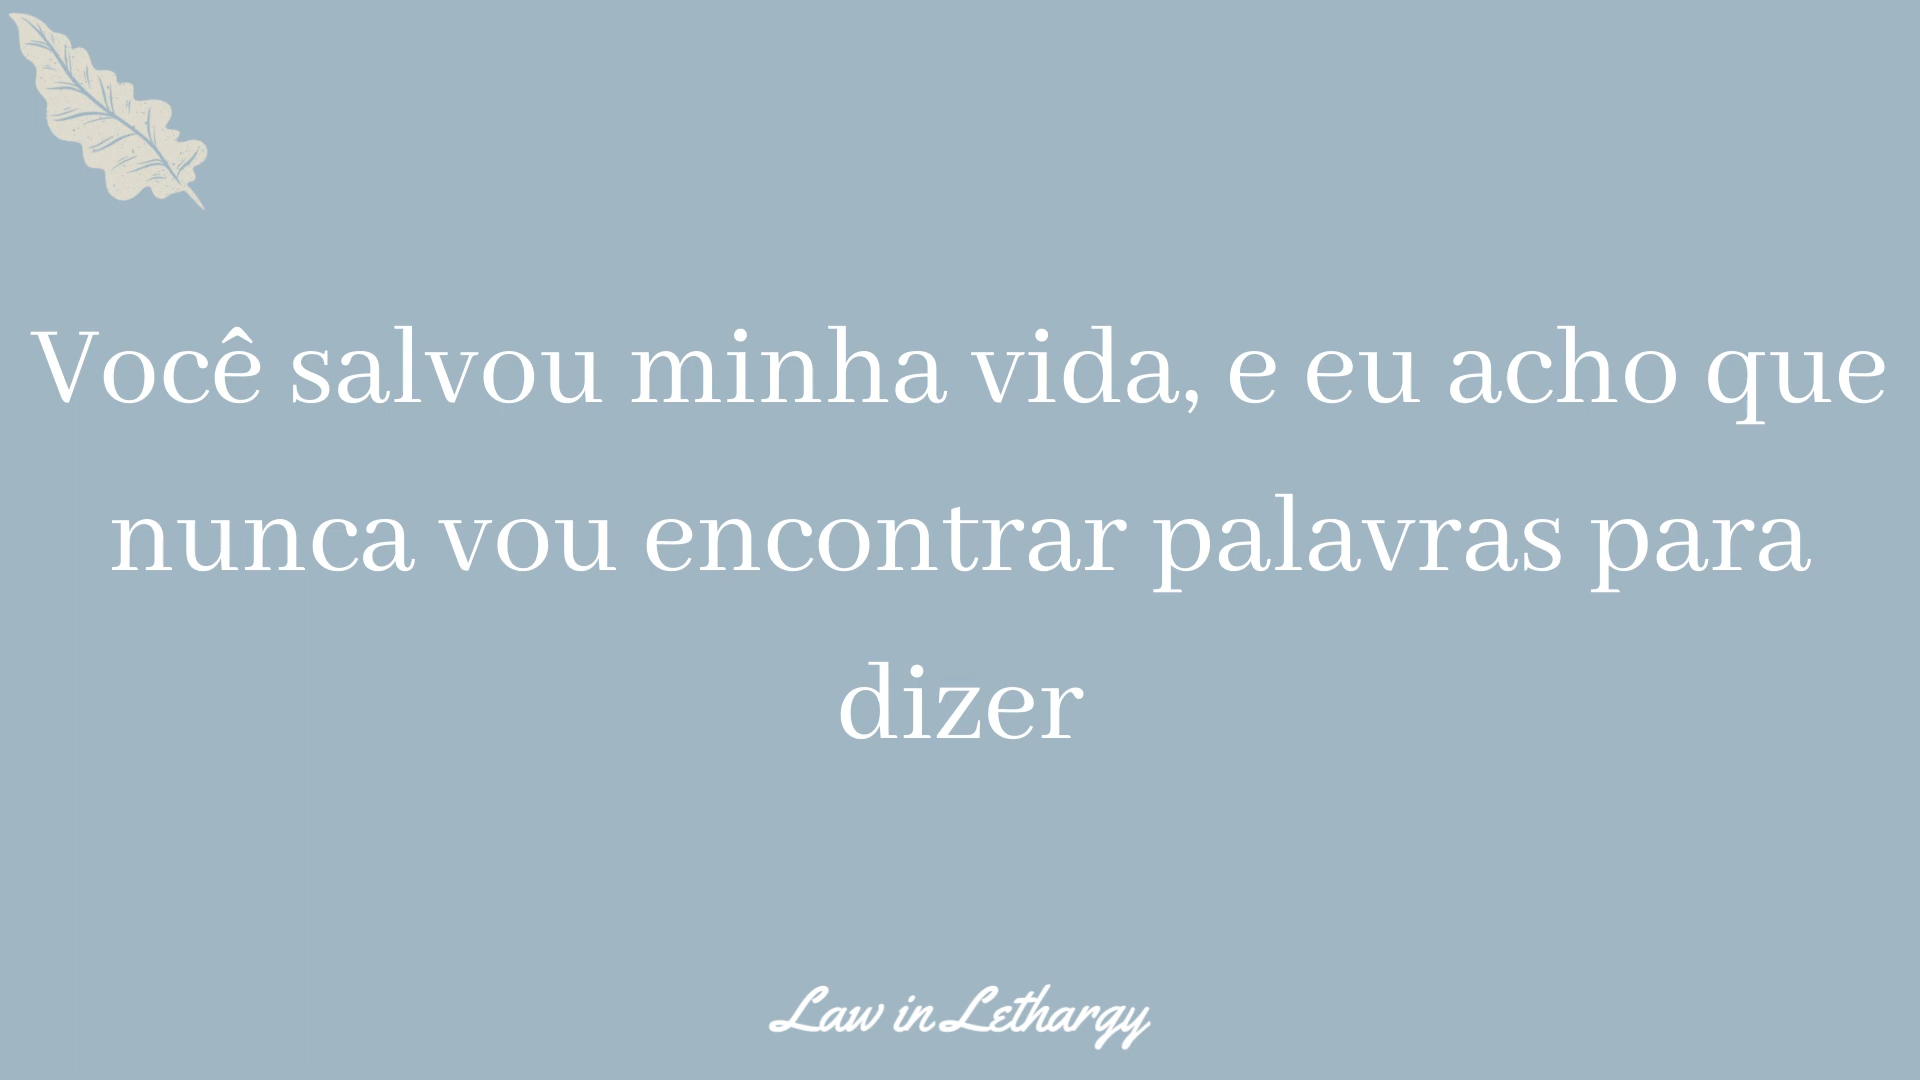 Você salvou minha vida, e eu acho que
nunca vou encontrar palavras para
dizer
Law in Lethargy